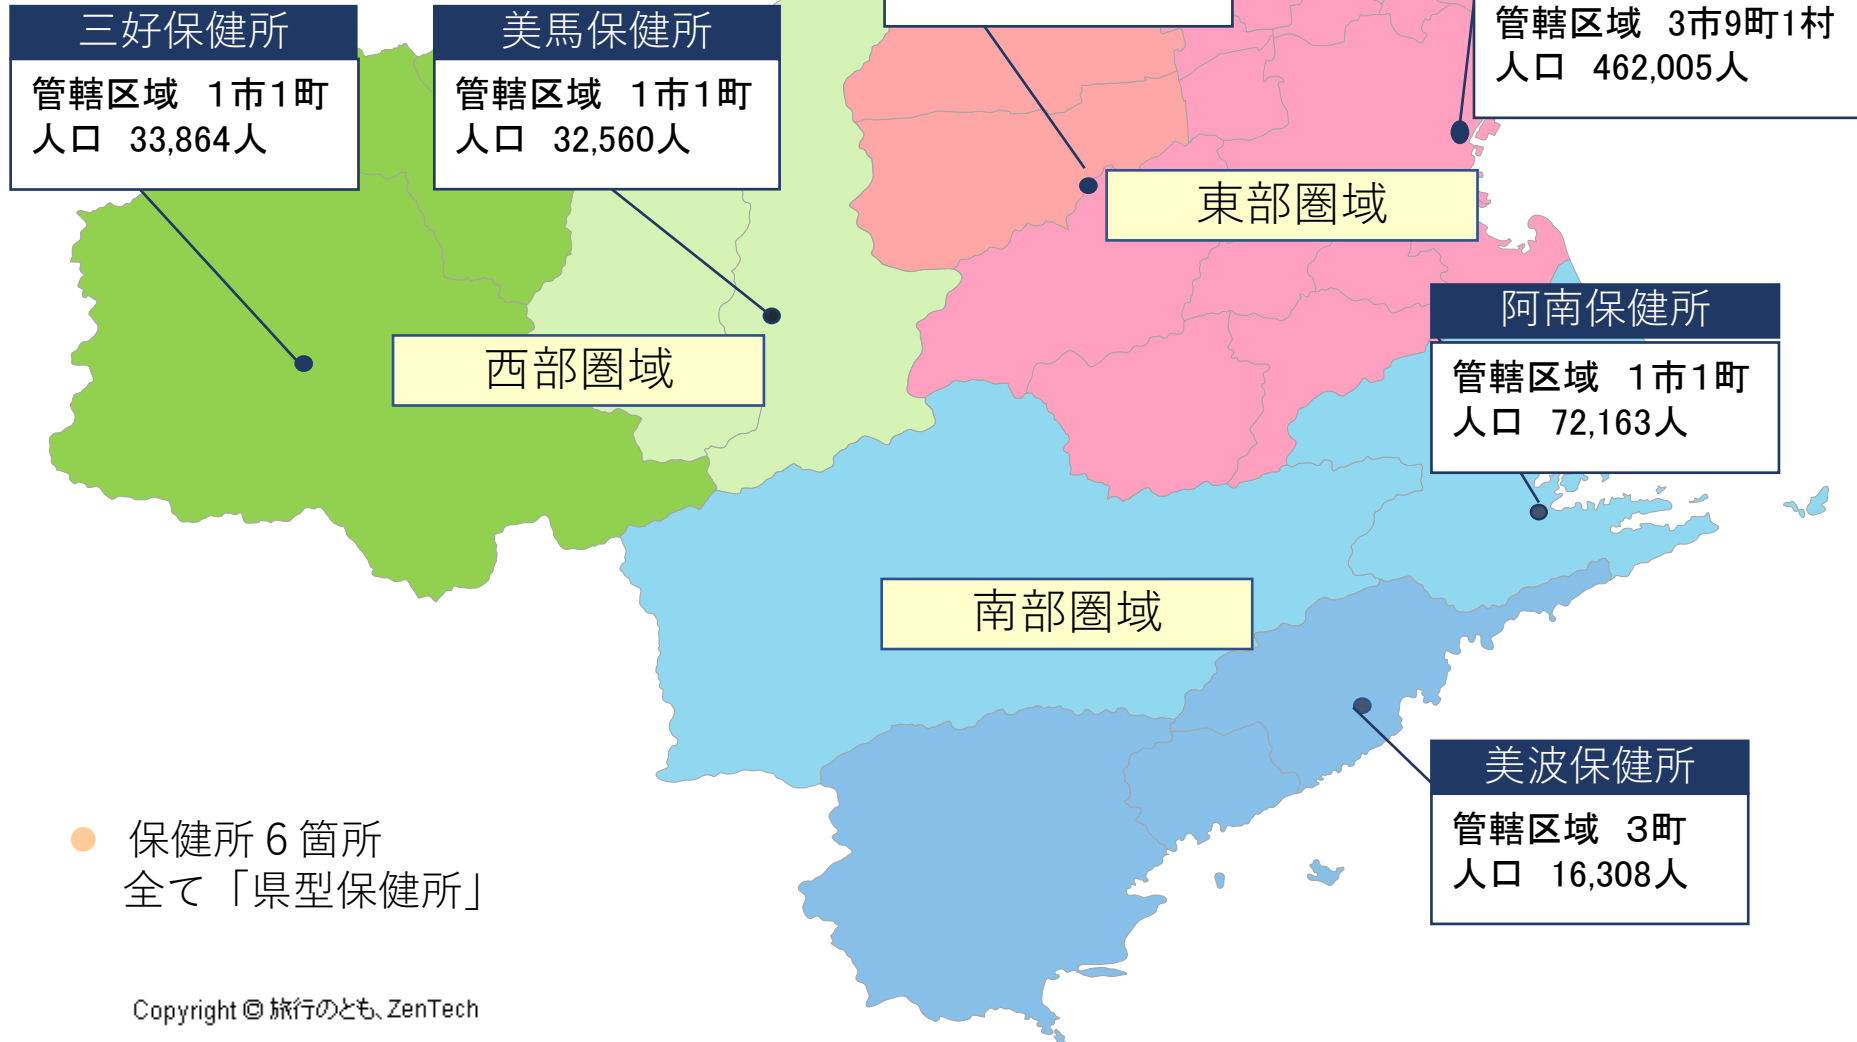 三好保健所
管轄区域　1市1町
人口　33,864人
美馬保健所
管轄区域　1市1町
人口　32,560人
管轄区域　3市9町1村
人口　462,005人
東部圏域
西部圏域
阿南保健所
管轄区域　1市1町
人口　72,163人
南部圏域
美波保健所
管轄区域　3町
人口　16,308人
保健所６箇所
全て「県型保健所」
Copyright © 旅行のとも、ZenTech